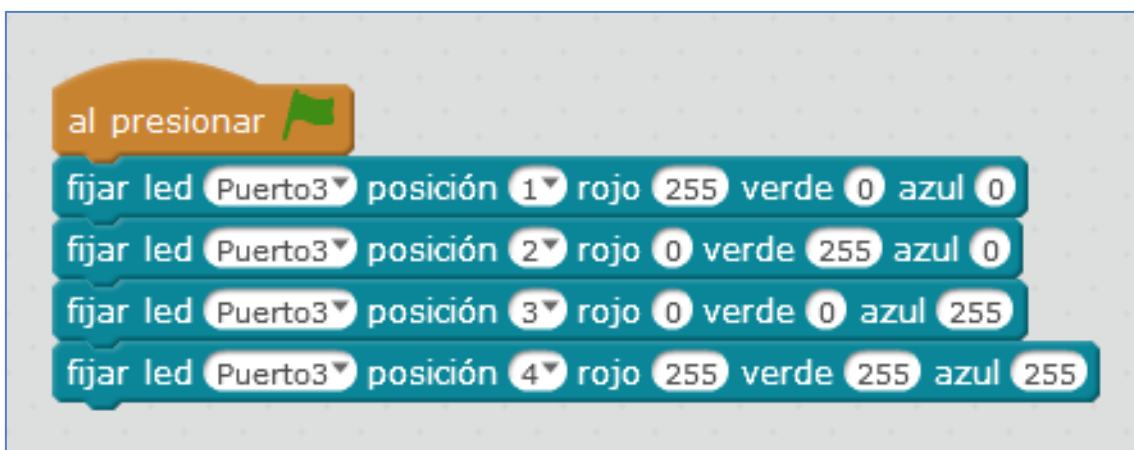 al presionar
fijar led Puerto3 posición 1 rojo 255 verde 0 azul 0
fijar led Puerto3 posición 2 rojo 0 verde 255 azul 0
fijar led Puerto3 posición 3 rojo 0 verde 0 azul 255
fijar led Puerto3 posición 4 rojo 255 verde 255 azul 255